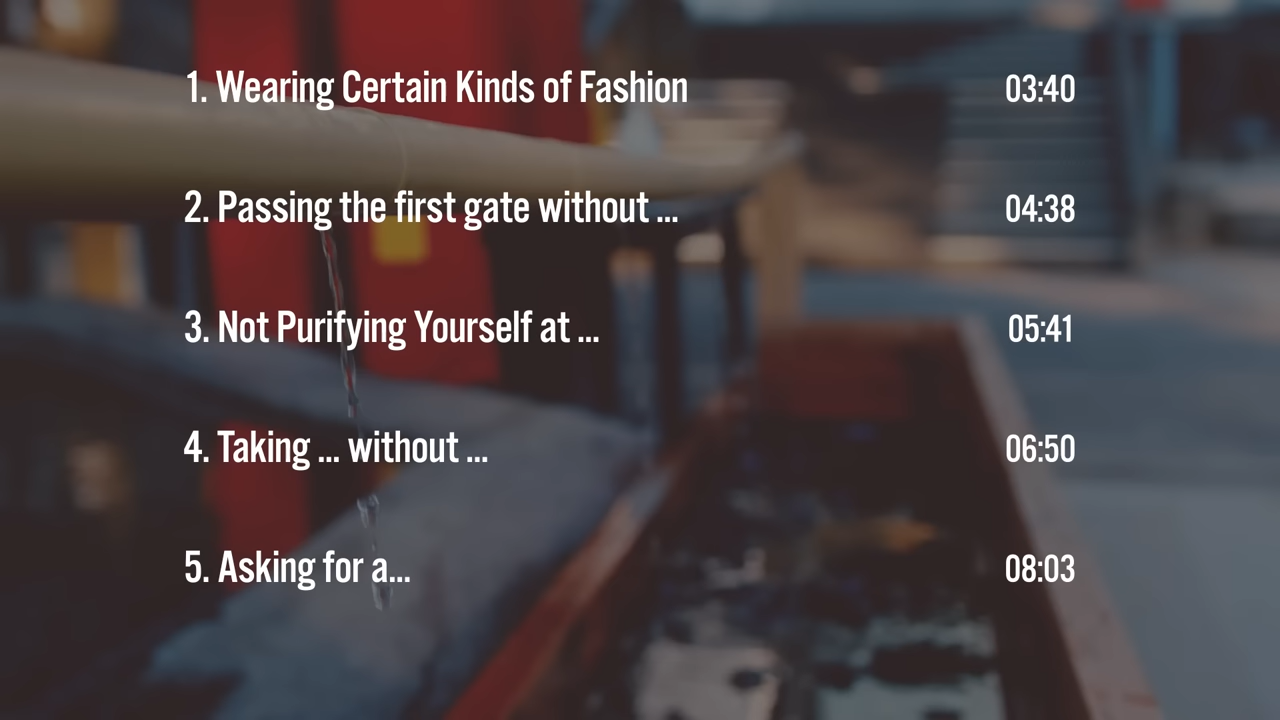 1. Wearing Certain Kinds of Fashion 03:40
2. Passing the first gate without ... 04:38
3. Not Purifying Yourself at ... 05:41
4. Taking ... without ... 06:50
5. Asking for a... 08:03